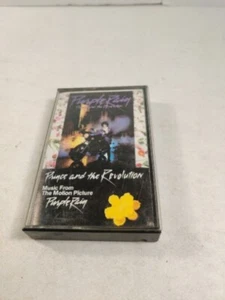 Purple Rain
Prince and the Revolution
Music From
The Motion Picture
Purple Rain